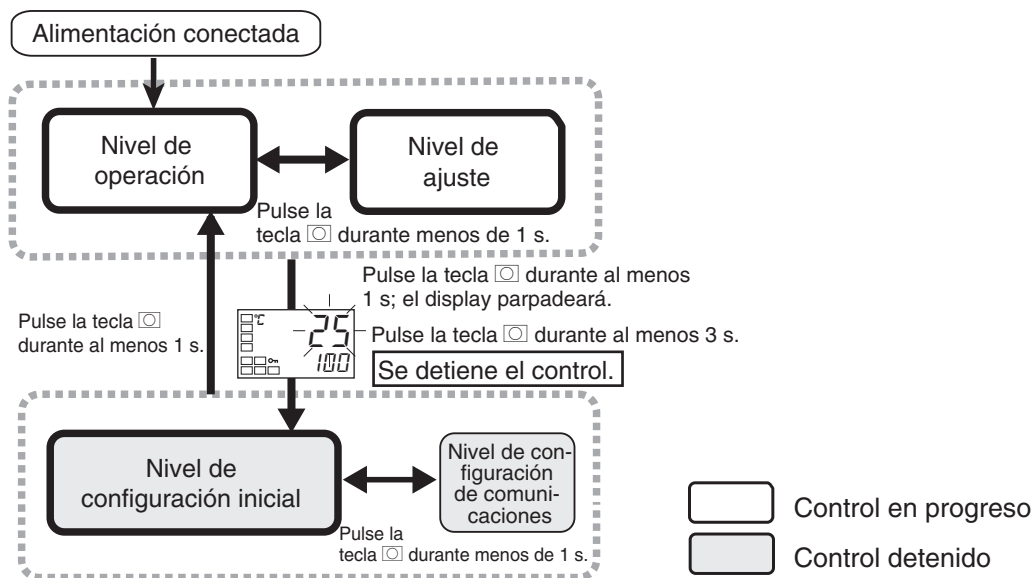 Alimentación conectada
Nivel de
operación
Nivel de
ajuste
Pulse la
tecla durante menos de 1 s.
Pulse la tecla durante al menos
1 s; el display parpadeará.
Pulse la tecla
durante al menos 1 s.
°C
25
100
Pulse la tecla durante al menos 3 s.
Se detiene el control.
Nivel de
configuración inicial
Nivel de con-
figuración
de comuni-
caciones
Pulse la
tecla durante menos de 1 s.
Control en progreso
Control detenido